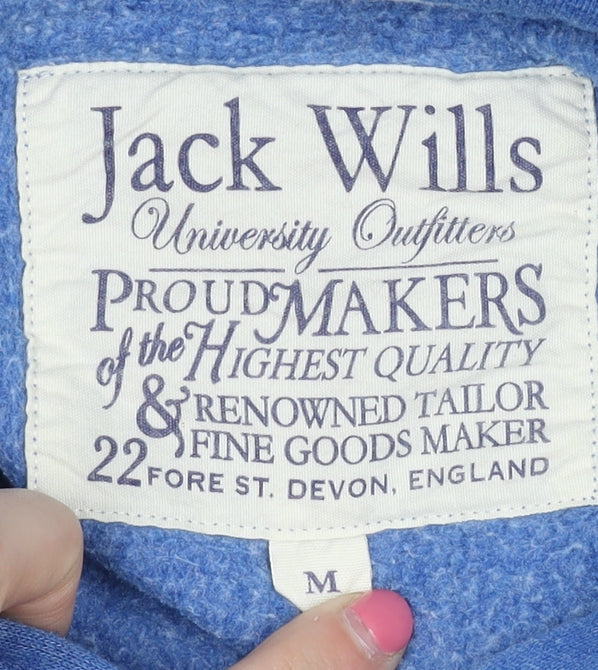 Jack Wills
University Outfitters
PROUD MAKERS
of the HIGHEST QUALITY
& RENOWNED TAILOR
FINE GOODS MAKER
22 FORE ST. DEVON, ENGLAND
M